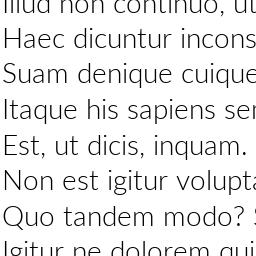 Illud non continuo, ut
Haec dicuntur incons
Suam denique cuique
Itaque his sapiens se
Est, ut dicis, inquam.
Non est igitur volupta
Quo tandem modo? S
Igitur ne dolorem qui